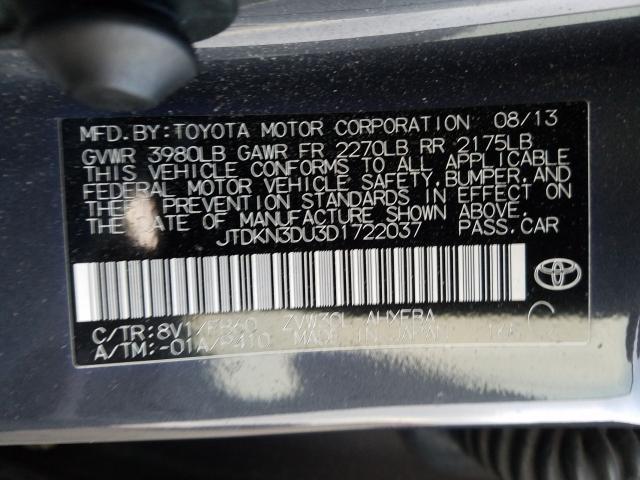 MFD.BY:TOYOTA MOTOR CORPORATION 08/13
GVWR 3980LB GAWR FR 2270LB RR 2175LB
THIS VEHICLE CONFORMS TO ALL APPLICABLE
FEDERAL MOTOR VEHICLE SAFETY,BUMPER,AND
THEFT PREVENTION STANDARDS IN EFFECT ON
THE DATE OF MANUFACTURE SHOWN ABOVE.
JTDKN3DU3D1722037 PASS.CAR
C/TR:8V1/FB40 ZVW30L-AHXEBA
A/TM:-01A/P410 MADE IN JAPAN